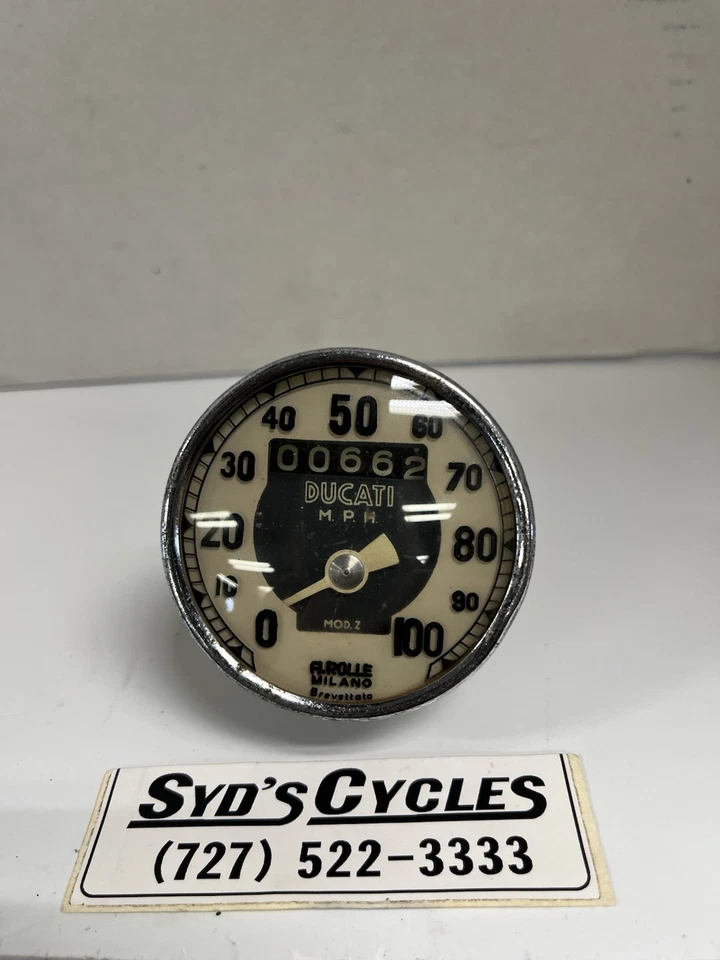 50
40 60
30 70
20 80
10 90
0 100
00662
DUCATI
M.P.H.
MOD. Z
MILANO
Brevettato
SYD'S CYCLES
(727) 522-3333